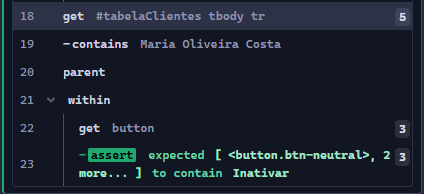 18 get #tabelaClientes tbody tr 5
19 -contains Maria Oliveira Costa
20 parent
21 within
22 get button 3
23 -assert expected [ <button.btn-neutral>, 2 3
more... ] to contain Inativar